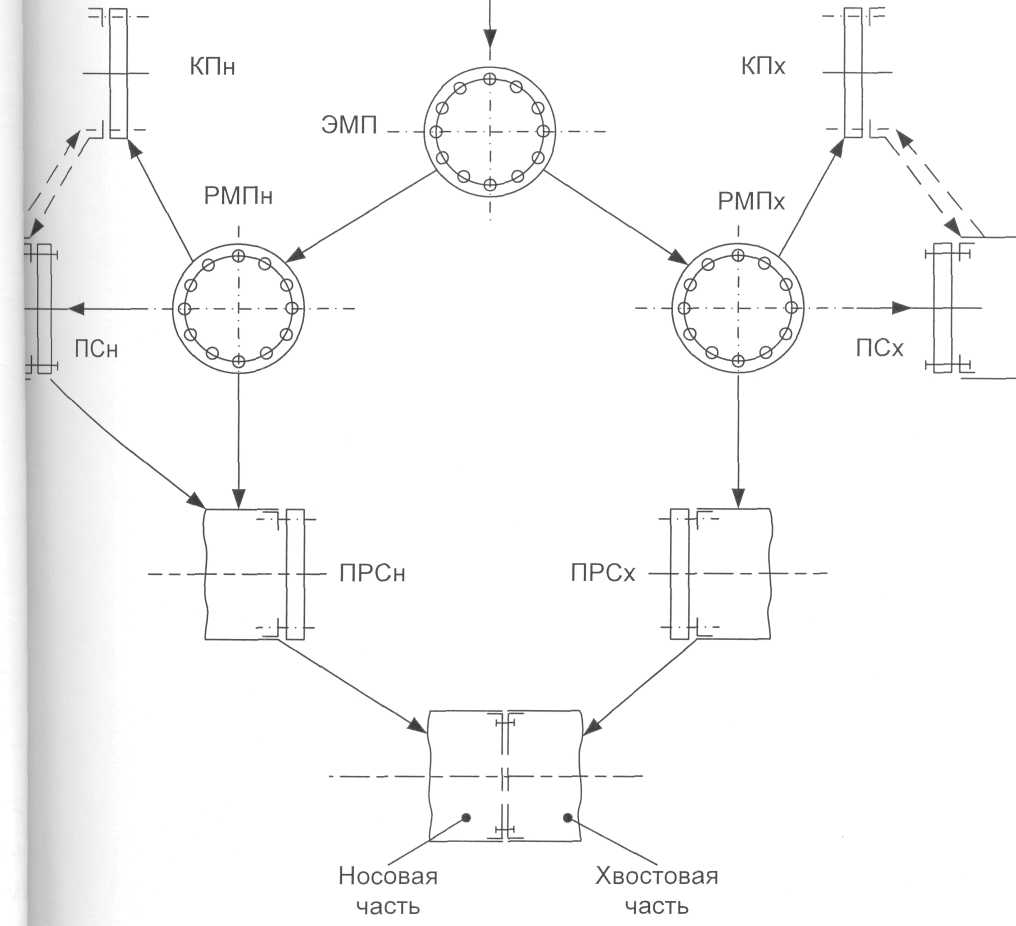 КПн
КПх
ЭМП
РМПн
РМПх
ПСн
ПСх
ПРСн
ПРСх
Носовая
часть
Хвостовая
часть